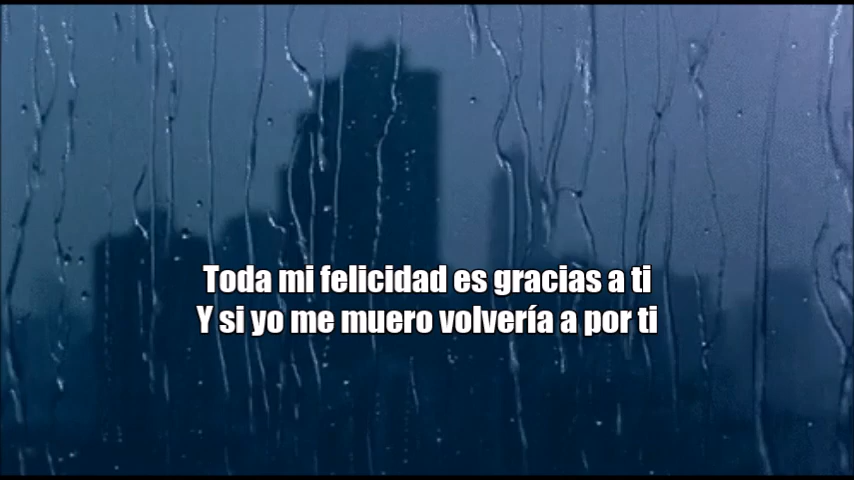 Toda mi felicidad es gracias a ti
Y si yo me muero volvería a por ti